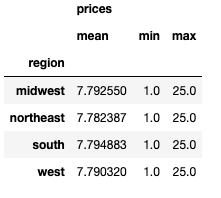 prices
mean min max
region
midwest 7.792550 1.0 25.0
northeast 7.782387 1.0 25.0
south 7.794883 1.0 25.0
west 7.790320 1.0 25.0